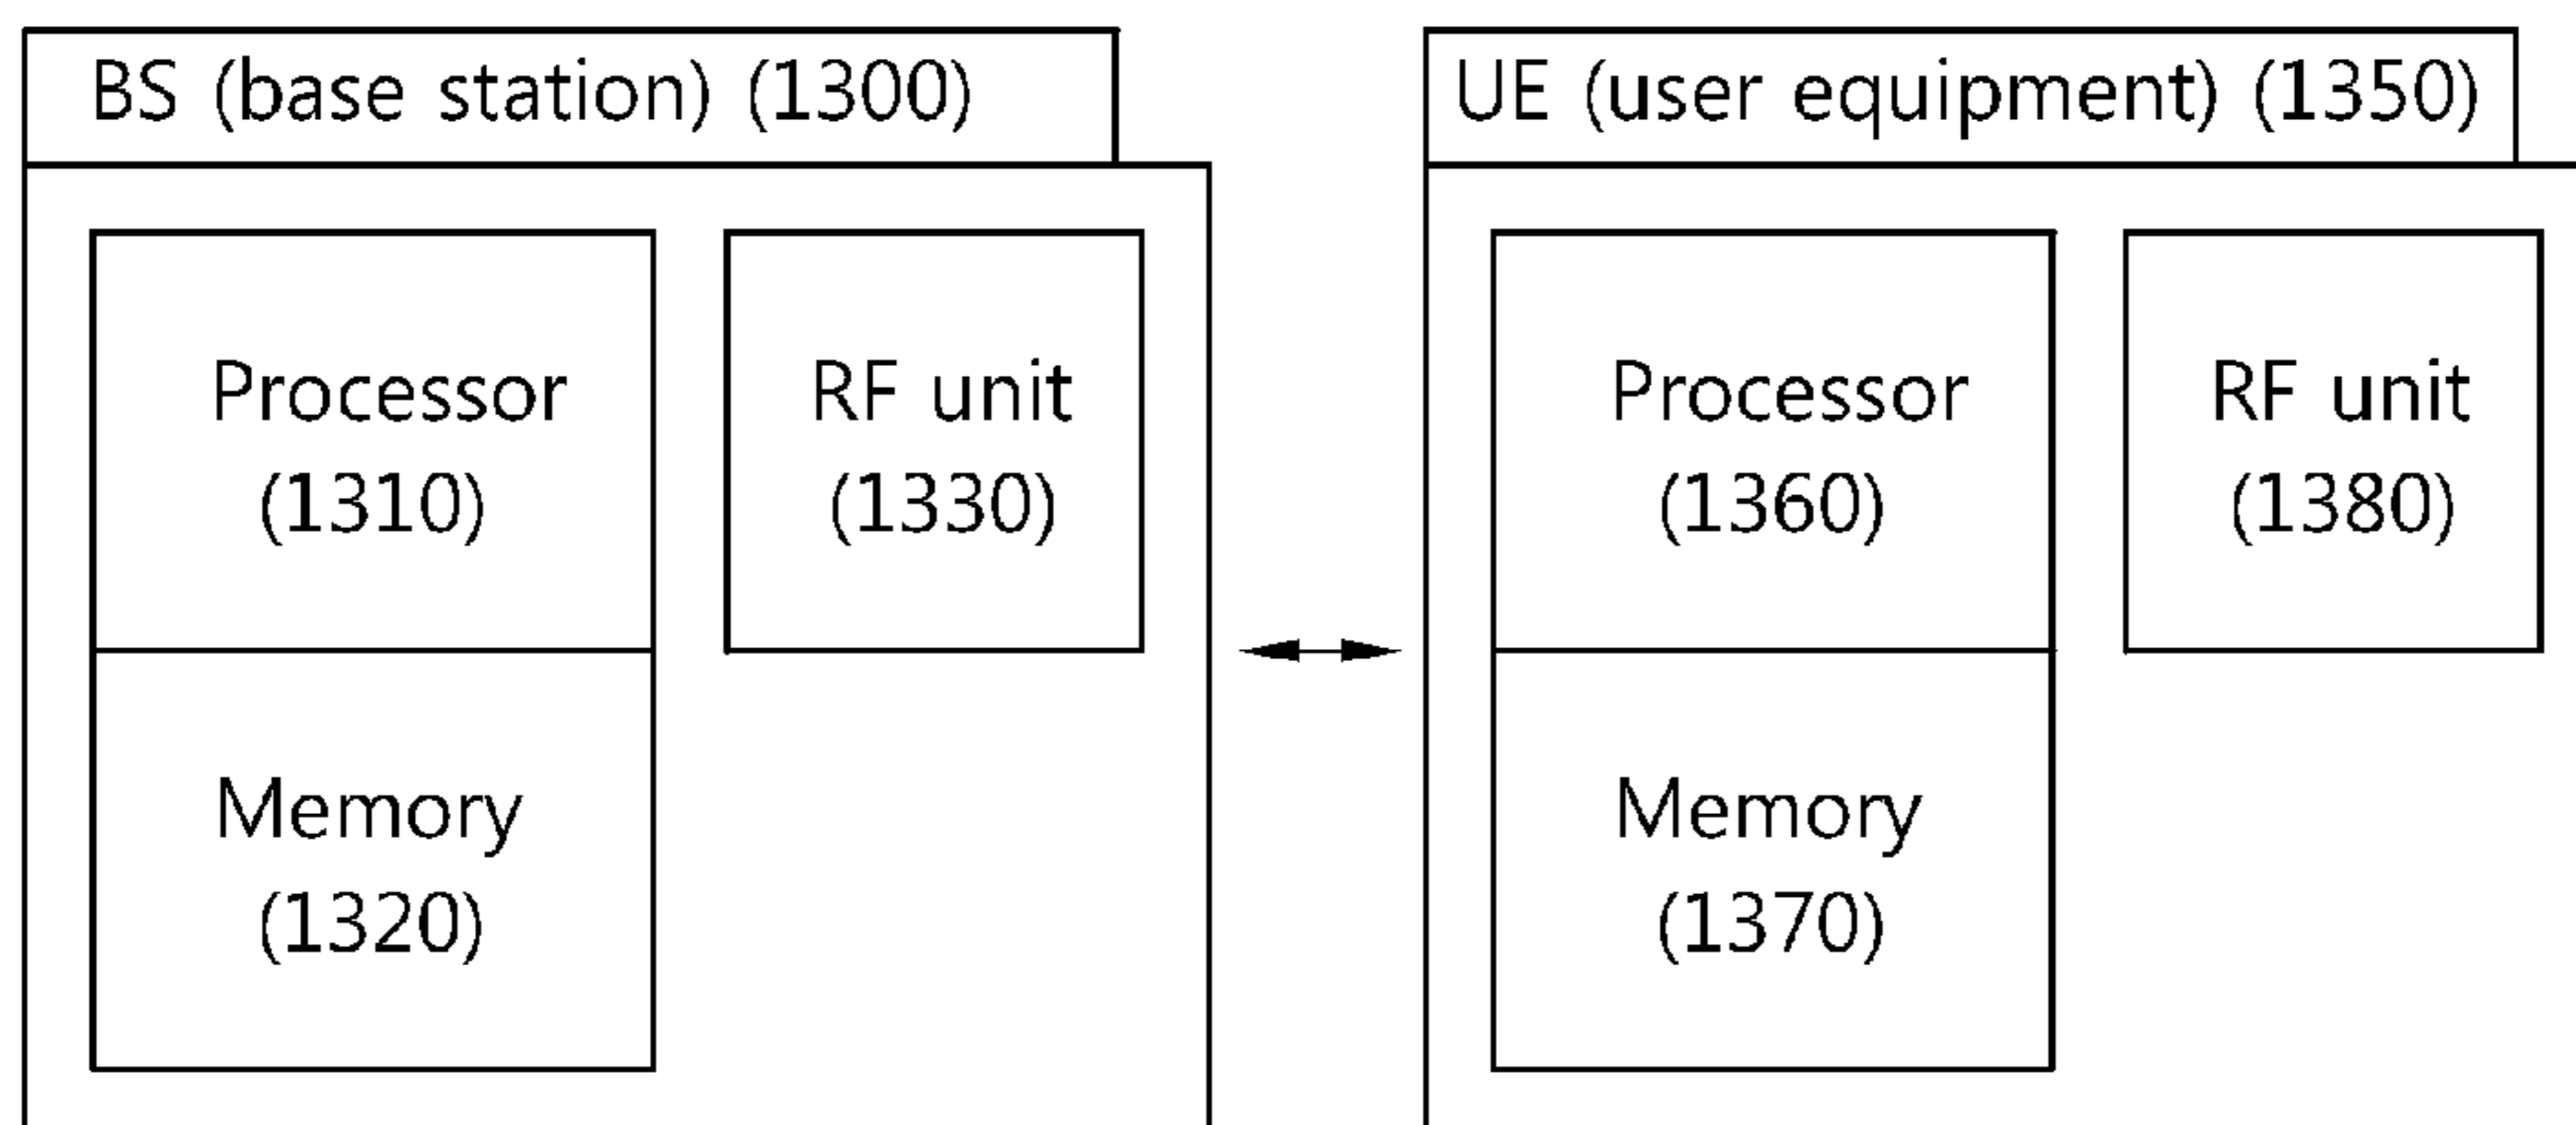 BS (base station) (1300)
Processor
(1310)
RF unit
(1330)
Memory
(1320)
UE (user equipment) (1350)
Processor
(1360)
RF unit
(1380)
Memory
(1370)